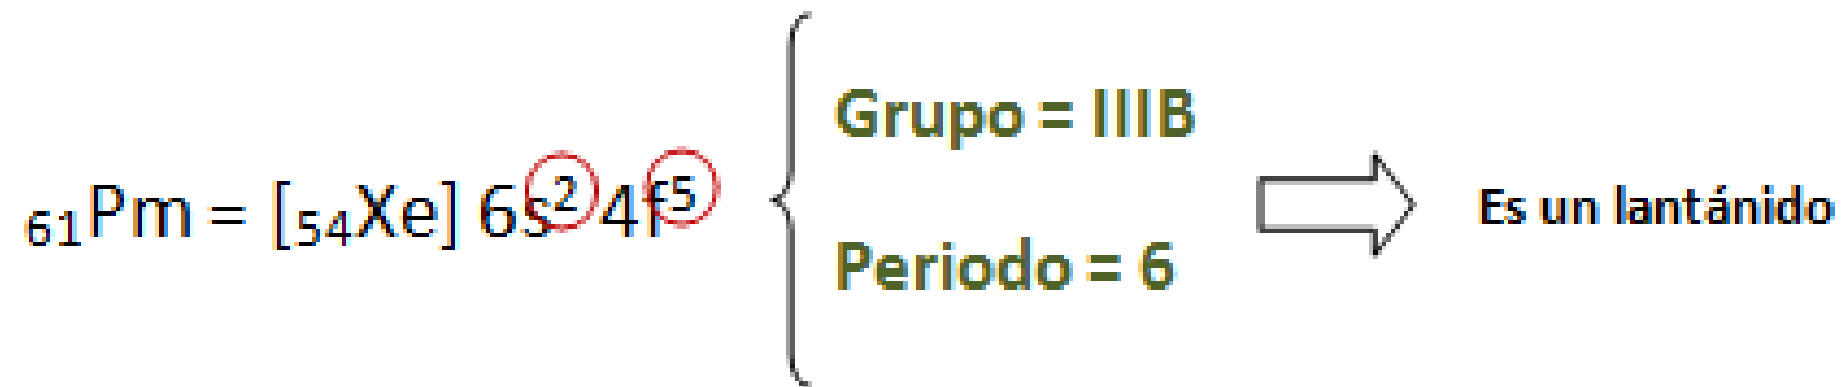 ₆₁Pm = [₅₄Xe] 6s² 4f⁵
Grupo = IIIB
Periodo = 6
Es un lantánido